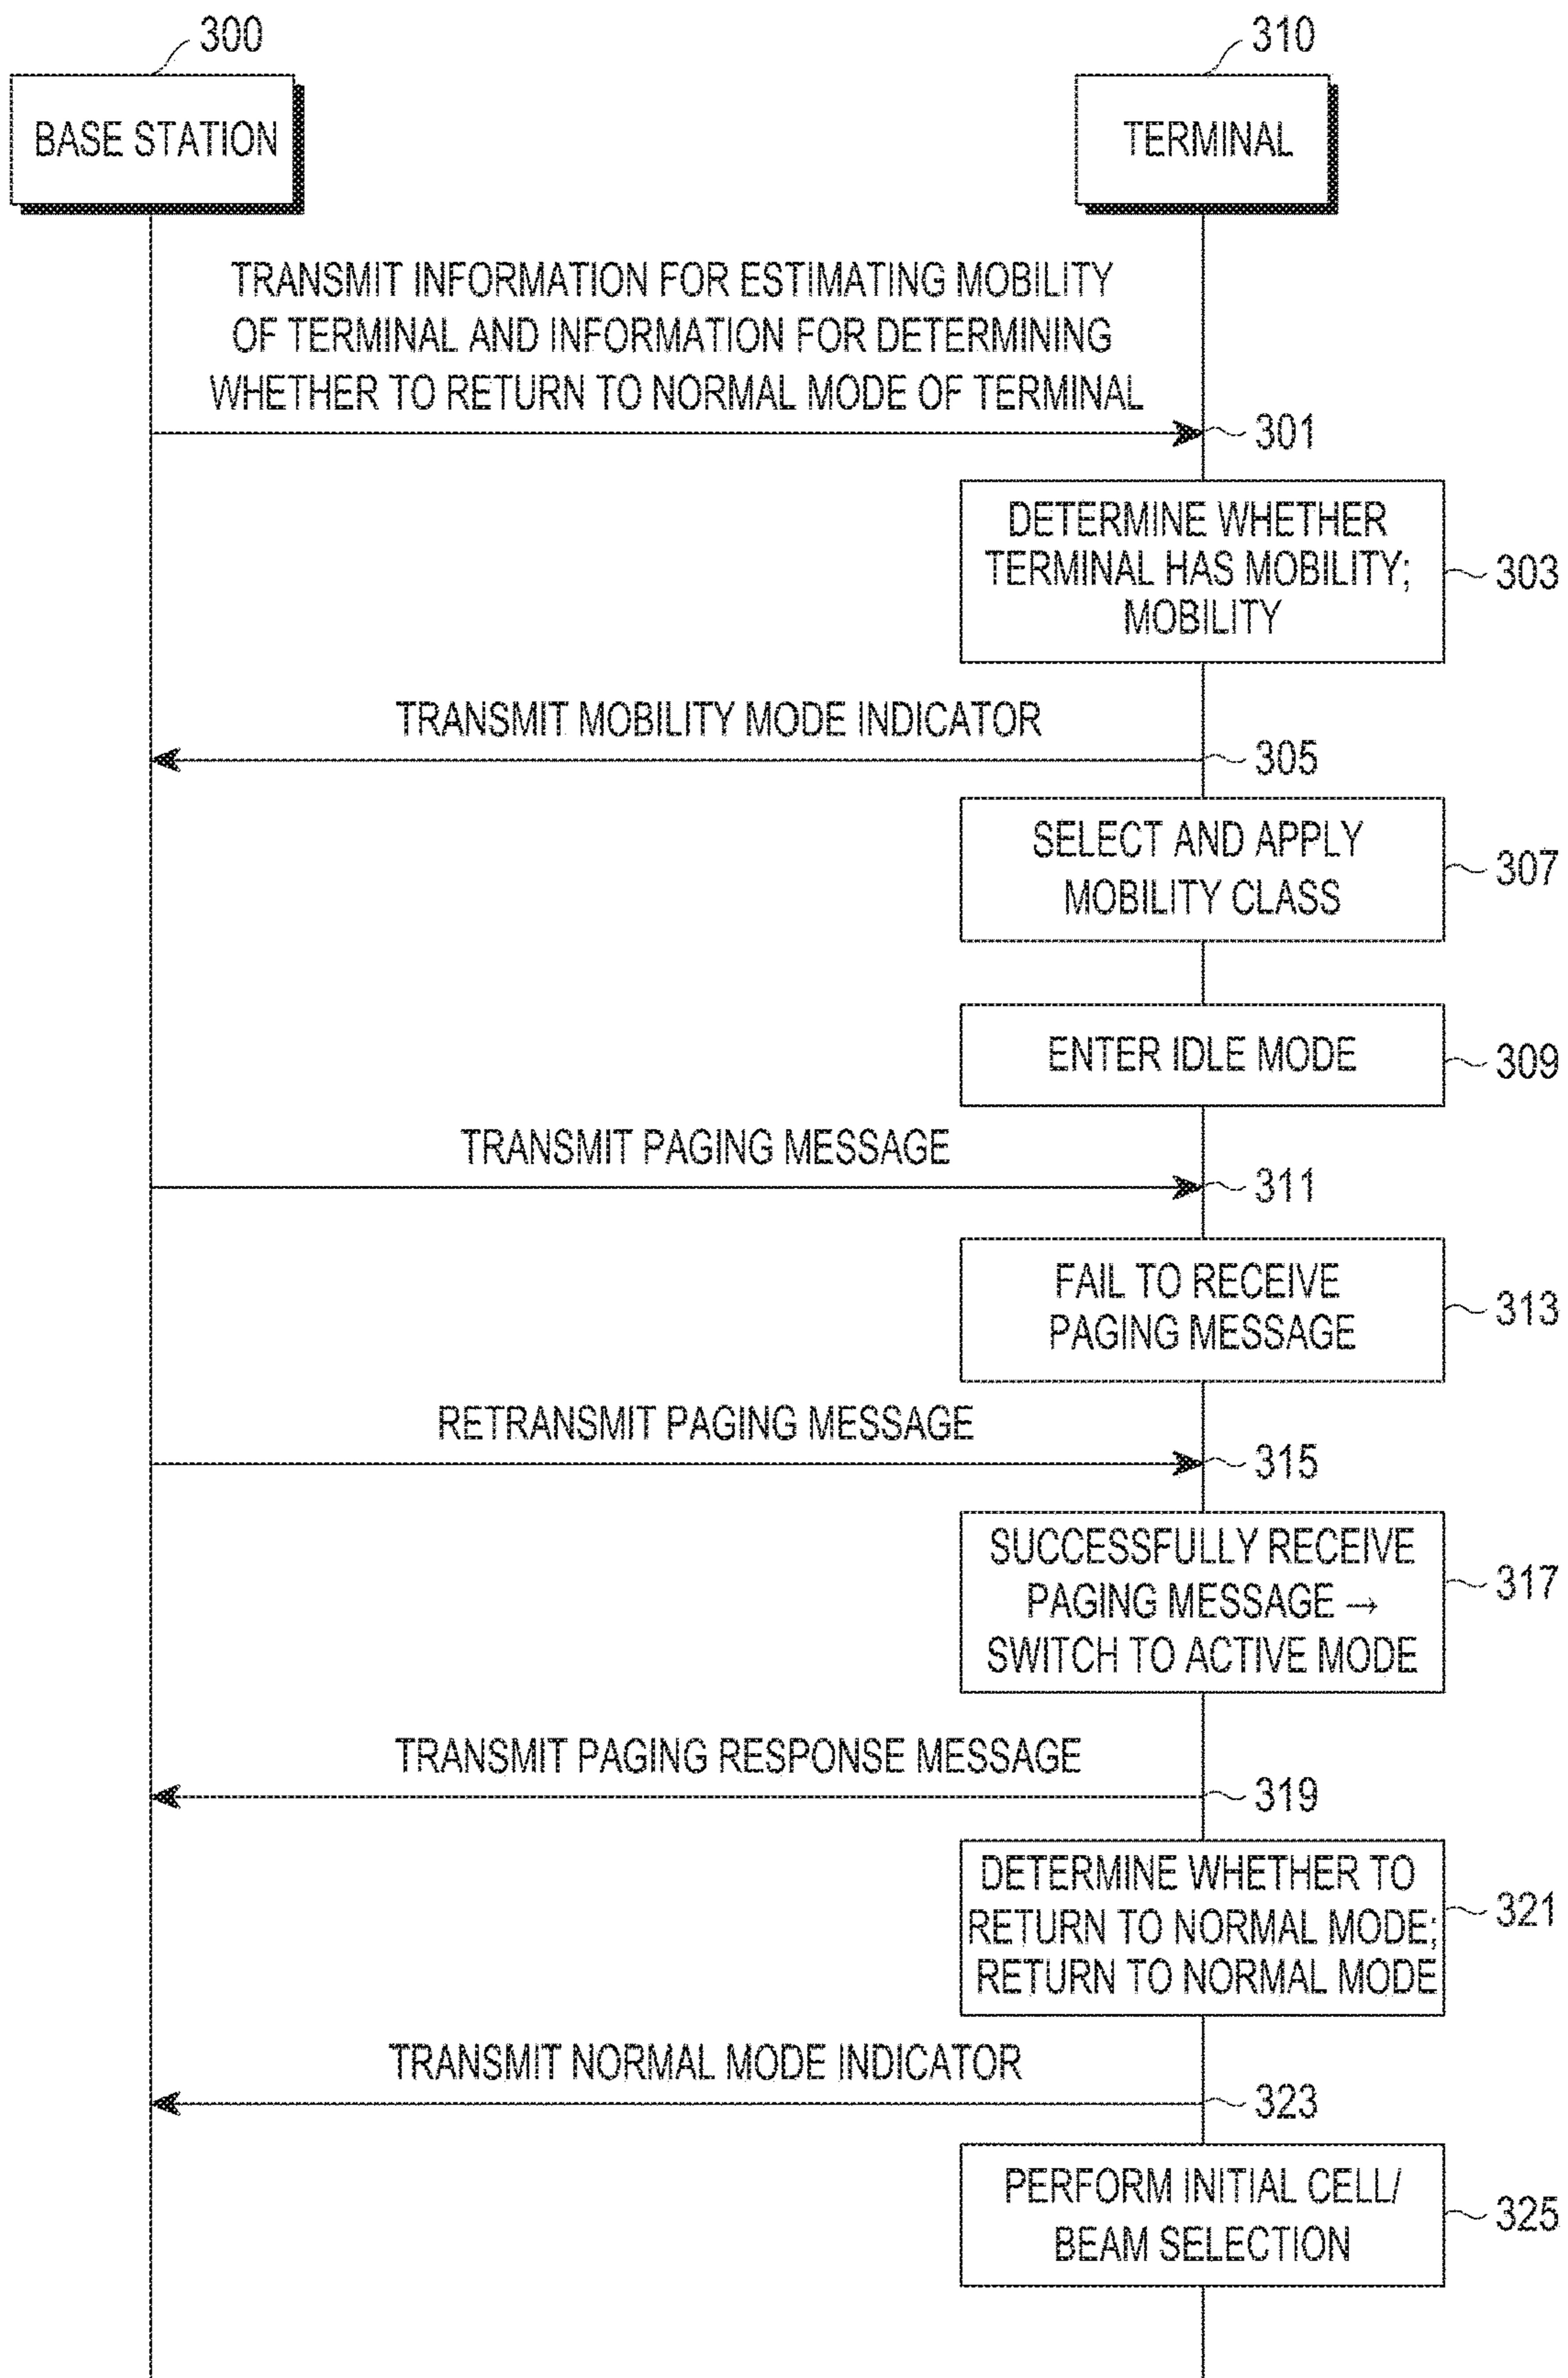 300
310
BASE STATION
TERMINAL
TRANSMIT INFORMATION FOR ESTIMATING MOBILITY
OF TERMINAL AND INFORMATION FOR DETERMINING
WHETHER TO RETURN TO NORMAL MODE OF TERMINAL
301
DETERMINE WHETHER
TERMINAL HAS MOBILITY;
MOBILITY
303
TRANSMIT MOBILITY MODE INDICATOR
305
SELECT AND APPLY
MOBILITY CLASS
307
ENTER IDLE MODE
309
TRANSMIT PAGING MESSAGE
311
FAIL TO RECEIVE
PAGING MESSAGE
313
RETRANSMIT PAGING MESSAGE
315
SUCCESSFULLY RECEIVE
PAGING MESSAGE →
SWITCH TO ACTIVE MODE
317
TRANSMIT PAGING RESPONSE MESSAGE
319
DETERMINE WHETHER TO
RETURN TO NORMAL MODE;
RETURN TO NORMAL MODE
321
TRANSMIT NORMAL MODE INDICATOR
323
PERFORM INITIAL CELL/
BEAM SELECTION
325